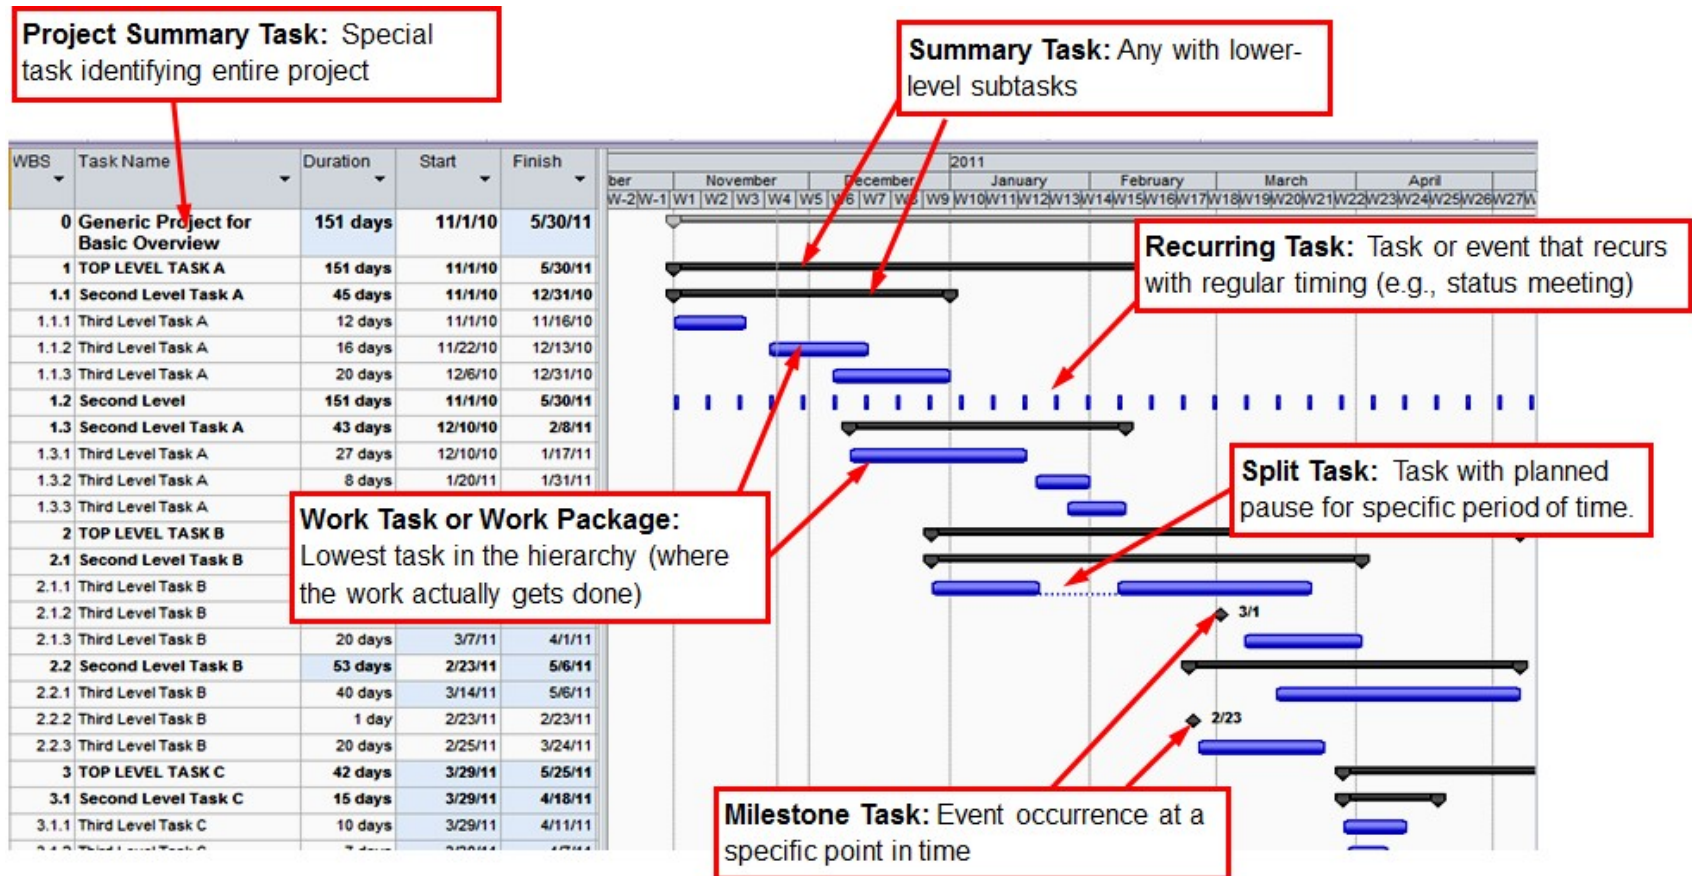 Project Summary Task: Special
task identifying entire project
Summary Task: Any with lower-
level subtasks
WBS Task Name Duration Start Finish
2011
ber November December January February March April
W-2 W-1 W1 W2 W3 W4 W5 W6 W7 W8 W9 W10 W11 W12 W13 W14 W15 W16 W17 W18 W19 W20 W21 W22 W23 W24 W25 W26 W27
0 Generic Project for 151 days 11/1/10 5/30/11
Basic Overview
Recurring Task: Task or event that recurs
with regular timing (e.g., status meeting)
1 TOP LEVEL TASK A 151 days 11/1/10 5/30/11
1.1 Second Level Task A 45 days 11/1/10 12/31/10
1.1.1 Third Level Task A 12 days 11/1/10 11/16/10
1.1.2 Third Level Task A 16 days 11/22/10 12/13/10
1.1.3 Third Level Task A 20 days 12/6/10 12/31/10
1.2 Second Level 151 days 11/1/10 5/30/11
1.3 Second Level Task A 43 days 12/10/10 2/8/11
1.3.1 Third Level Task A 27 days 12/10/10 1/17/11
1.3.2 Third Level Task A 8 days 1/20/11 1/31/11
1.3.3 Third Level Task A
Split Task: Task with planned
pause for specific period of time.
Work Task or Work Package:
Lowest task in the hierarchy (where
the work actually gets done)
2 TOP LEVEL TASK B
2.1 Second Level Task B
2.1.1 Third Level Task B
2.1.2 Third Level Task B 3/1
2.1.3 Third Level Task B 20 days 3/7/11 4/1/11
2.2 Second Level Task B 53 days 2/23/11 5/6/11
2.2.1 Third Level Task B 40 days 3/14/11 5/6/11
2.2.2 Third Level Task B 1 day 2/23/11 2/23/11 2/23
2.2.3 Third Level Task B 20 days 2/25/11 3/24/11
3 TOP LEVEL TASK C 42 days 3/29/11 5/25/11
3.1 Second Level Task C 15 days 3/29/11 4/18/11
3.1.1 Third Level Task C 10 days 3/29/11 4/11/11
Milestone Task: Event occurrence at a
specific point in time